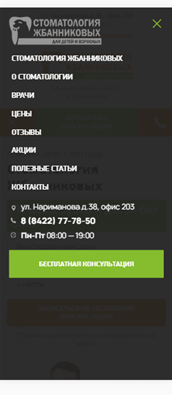 СТОМАТОЛОГИЯ
ЖБАННИКОВЫХ
ДЛЯ ДЕТЕЙ И ВЗРОСЛЫХ
СТОМАТОЛОГИЯ ЖБАННИКОВЫХ
О СТОМАТОЛОГИИ
ВРАЧИ
ЦЕНЫ
ОТЗЫВЫ
АКЦИИ
ПОЛЕЗНЫЕ СТАТЬИ
КОНТАКТЫ
ул. Нариманова д.38, офис 203
8 (8422) 77-78-50
Пн-Пт 08:00 — 19:00
БЕСПЛАТНАЯ КОНСУЛЬТАЦИЯ